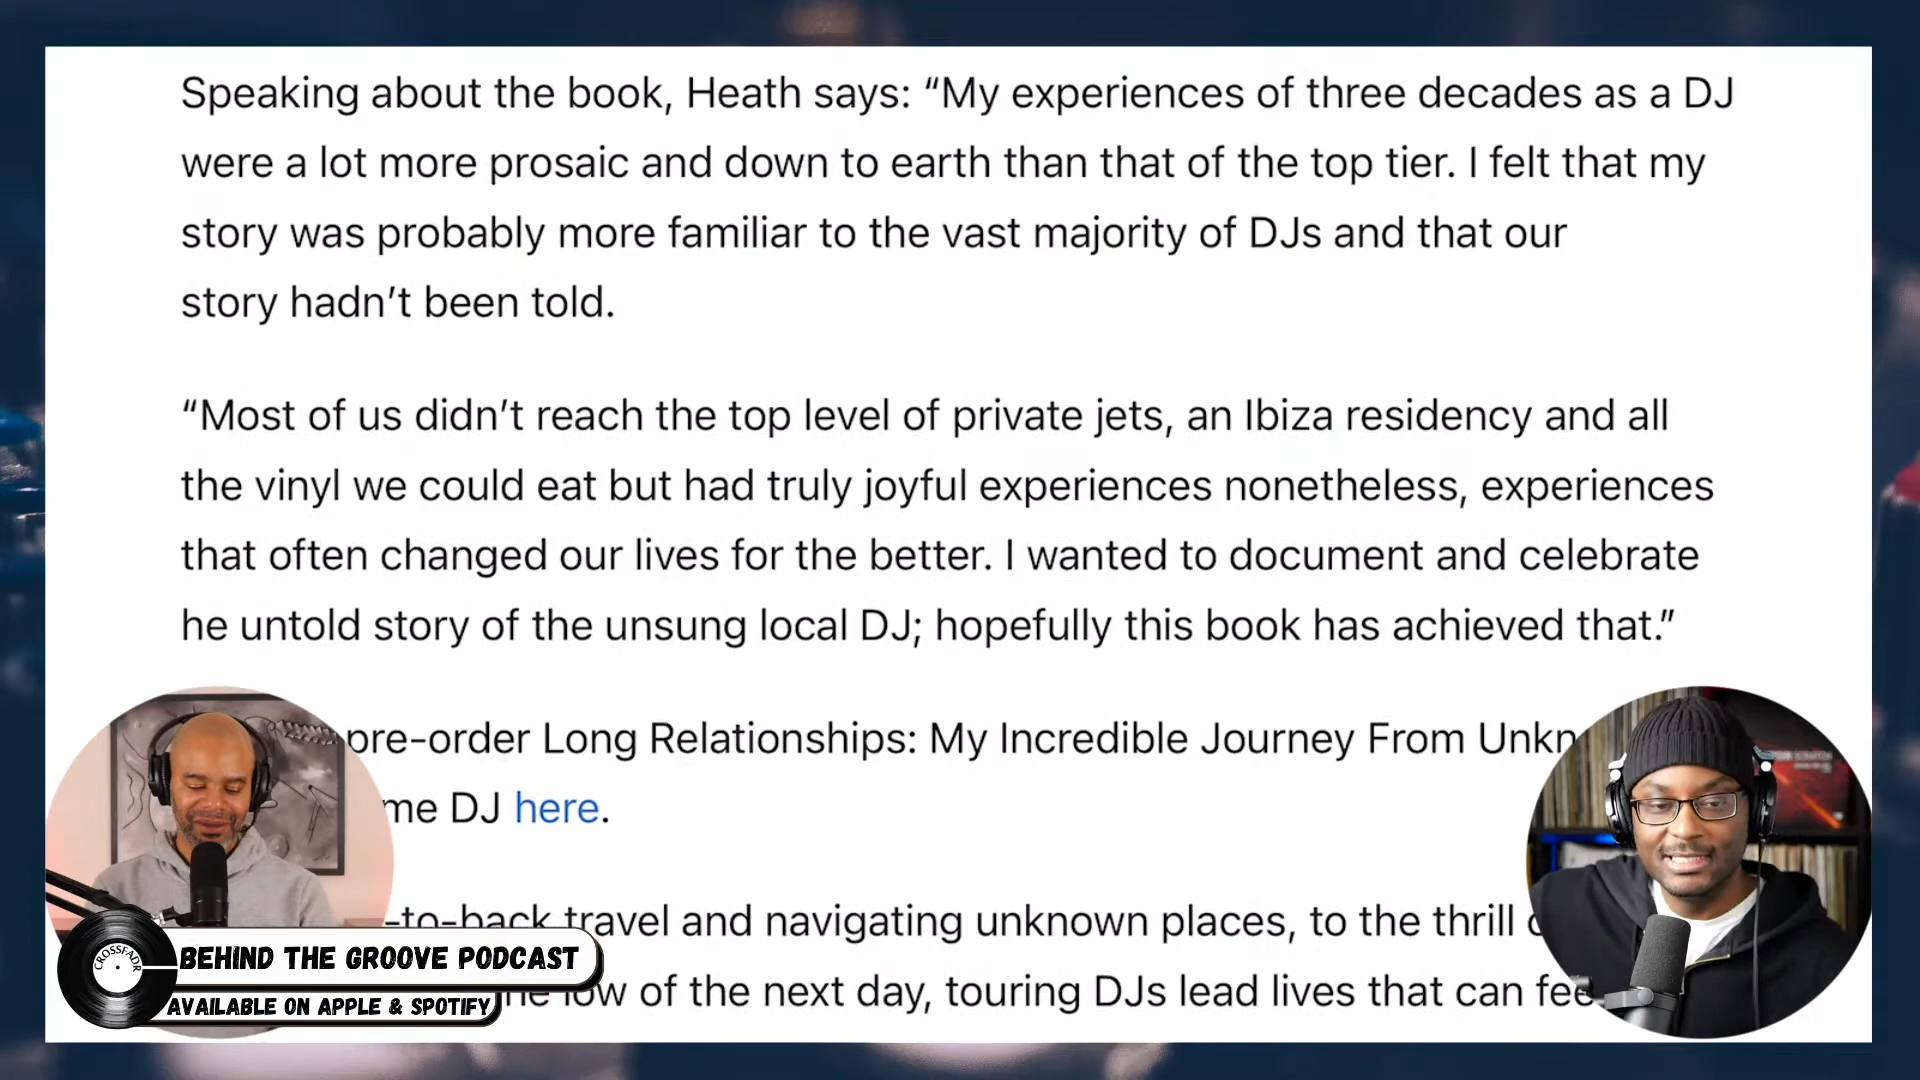 Speaking about the book, Heath says: “My experiences of three decades as a DJ
were a lot more prosaic and down to earth than that of the top tier. I felt that my
story was probably more familiar to the vast majority of DJs and that our
story hadn’t been told.
“Most of us didn’t reach the top level of private jets, an Ibiza residency and all
the vinyl we could eat but had truly joyful experiences nonetheless, experiences
that often changed our lives for the better. I wanted to document and celebrate
he untold story of the unsung local DJ; hopefully this book has achieved that.”
pre-order Long Relationships: My Incredible Journey From Unkn
me DJ here.
-to-back travel and navigating unknown places, to the thrill
low of the next day, touring DJs lead lives that can fee
CROSSFADR
BEHIND THE GROOVE PODCAST
AVAILABLE ON APPLE & SPOTIFY